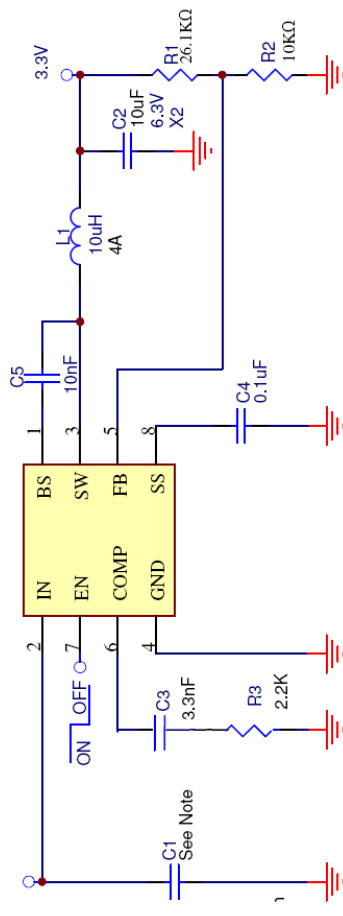 3.3V
R1
26.1KΩ
R2
10KΩ
C2
10uF
6.3V
X2
L1
10uH
4A
C5
10nF
1
3
5
8
BS
SW
FB
SS
C4
0.1uF
IN
EN
COMP
GND
2
7
6
4
ON
OFF
C3
3.3nF
R3
2.2K
C1
See Note